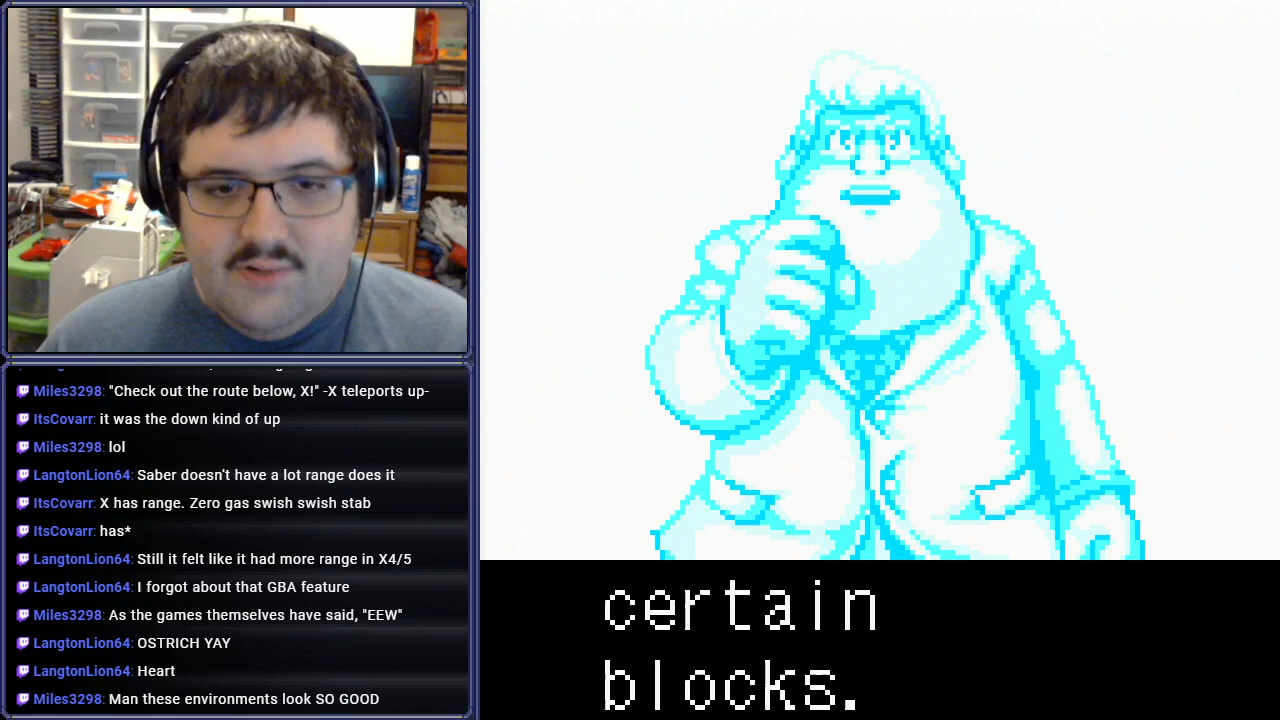 Miles3298: "Check out the route below, X!" -X teleports up-
ItsCovarr: it was the down kind of up
Miles3298: lol
LangtonLion64: Saber doesn't have a lot range does it
ItsCovarr: X has range. Zero gas swish swish stab
ItsCovarr: has*
LangtonLion64: Still it felt like it had more range in X4/5
LangtonLion64: I forgot about that GBA feature
Miles3298: As the games themselves have said, "EEW"
LangtonLion64: OSTRICH YAY
LangtonLion64: Heart
Miles3298: Man these environments look SO GOOD
certain
blocks.